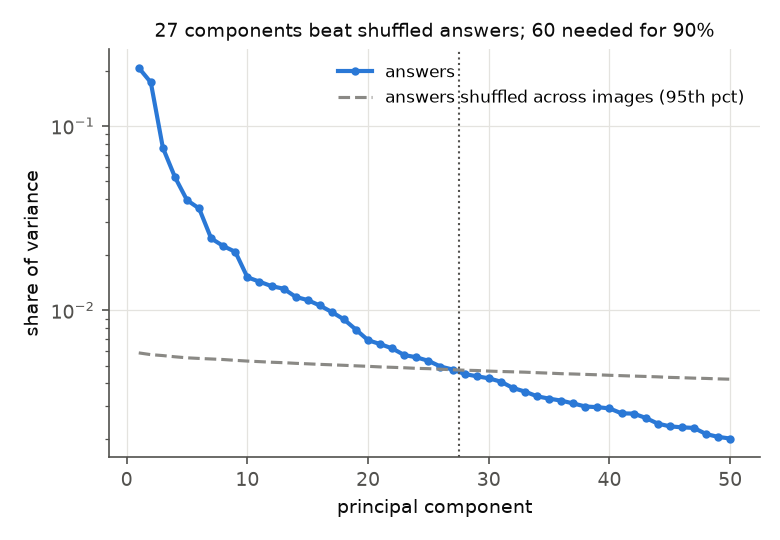 27 components beat shuffled answers; 60 needed for 90%
answers
answers shuffled across images (95th pct)
share of variance
10⁻¹
10⁻²
0 10 20 30 40 50
principal component